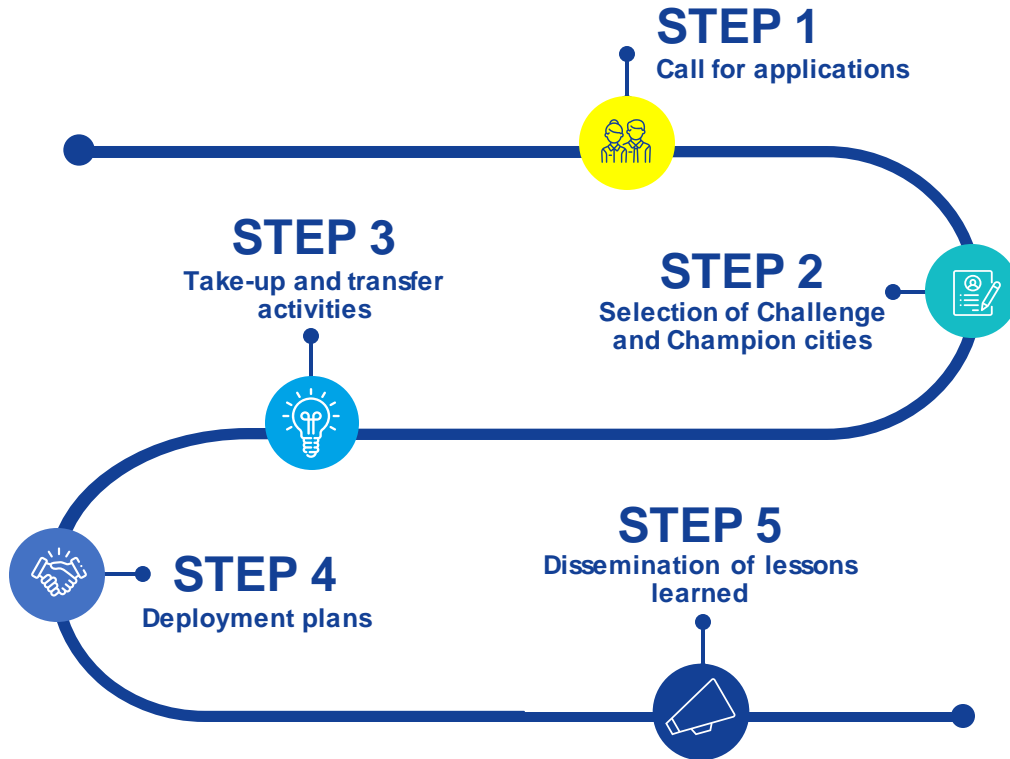 STEP 1
Call for applications
STEP 2
Selection of Challenge
and Champion cities
STEP 3
Take-up and transfer
activities
STEP 4
Deployment plans
STEP 5
Dissemination of lessons
learned